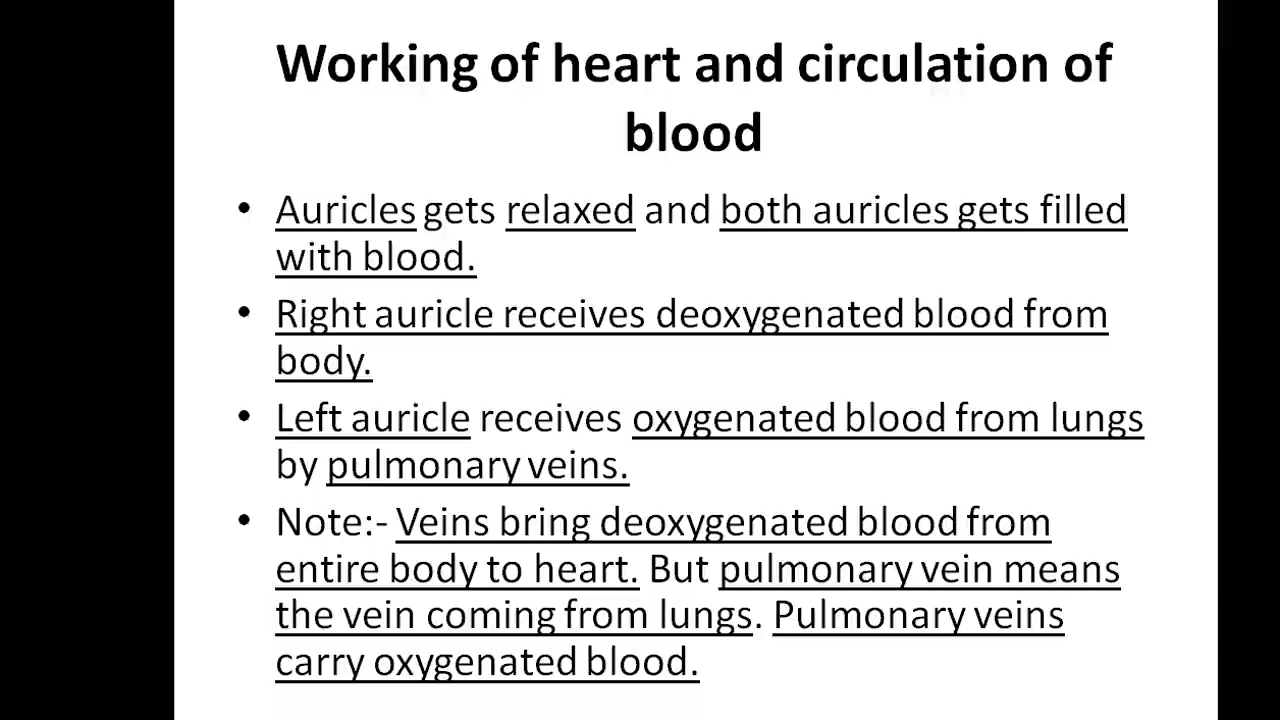 Working of heart and circulation of
blood
• Auricles gets relaxed and both auricles gets filled
with blood.
• Right auricle receives deoxygenated blood from
body.
• Left auricle receives oxygenated blood from lungs
by pulmonary veins.
• Note:- Veins bring deoxygenated blood from
entire body to heart. But pulmonary vein means
the vein coming from lungs. Pulmonary veins
carry oxygenated blood.